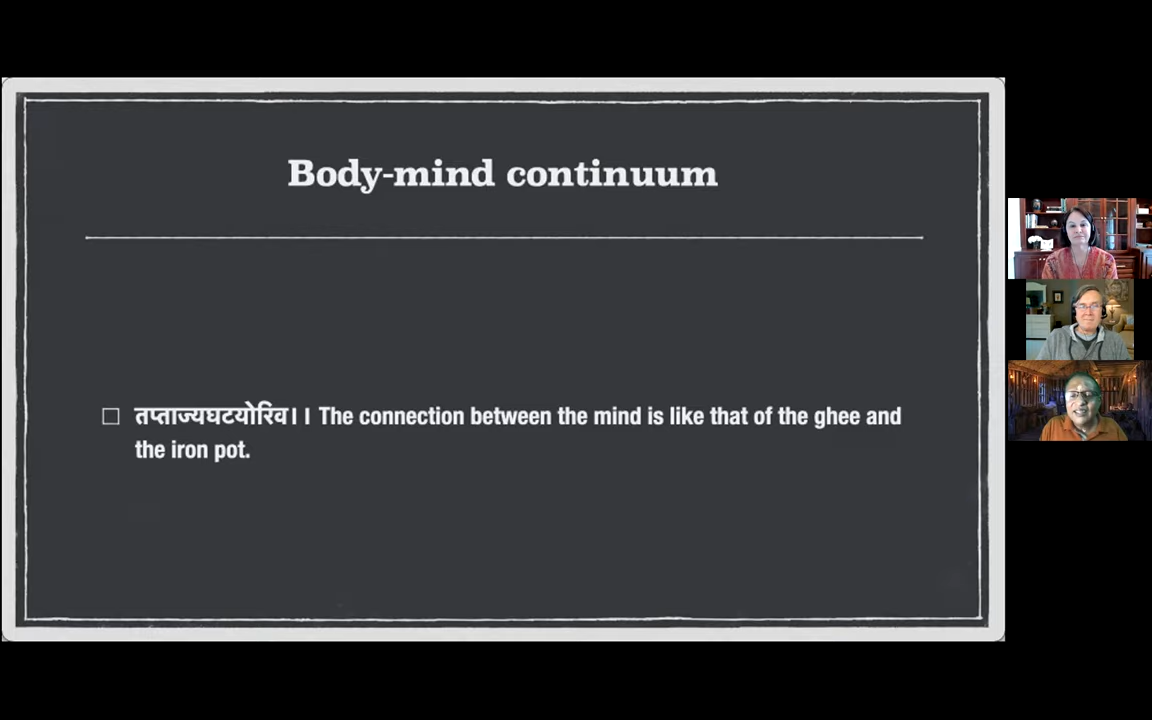 Body-mind continuum
तप्ताज्यघटयोरिव।। The connection between the mind is like that of the ghee and
the iron pot.